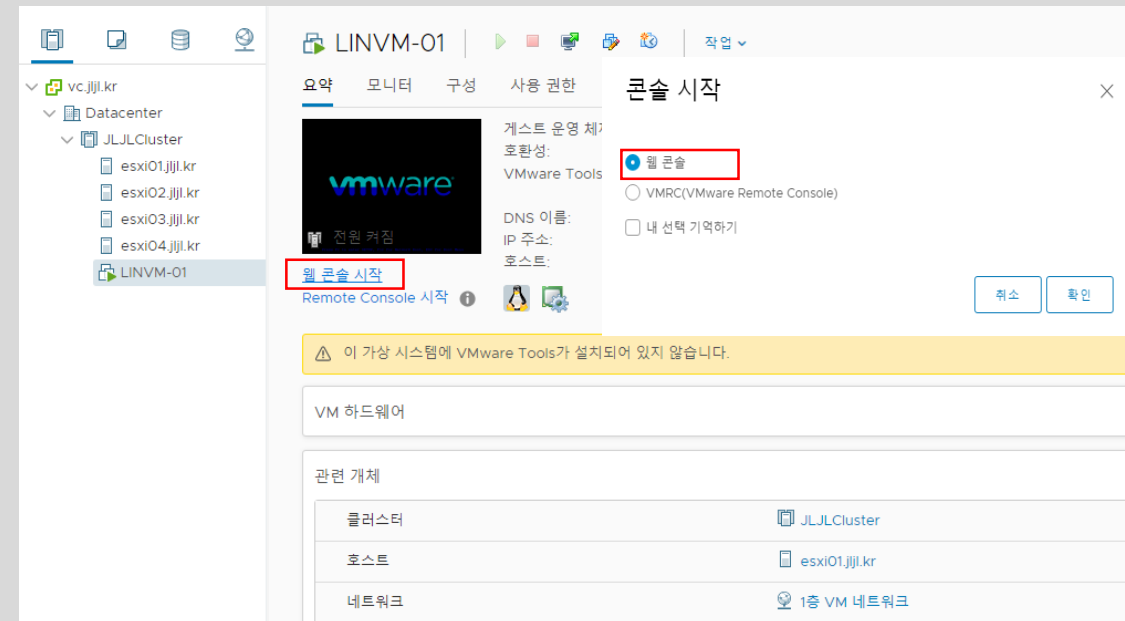 LINVM-01
작업
vc.jljl.kr
Datacenter
JLJLCluster
esxi01.jljl.kr
esxi02.jljl.kr
esxi03.jljl.kr
esxi04.jljl.kr
LINVM-01
요약 모니터 구성 사용 권한
vmware
전원 켜짐
웹 콘솔 시작
Remote Console 시작
게스트 운영 체제
호환성:
VMware Tools
DNS 이름:
IP 주소:
호스트:
콘솔 시작
웹 콘솔
VMRC(VMware Remote Console)
내 선택 기억하기
취소 확인
이 가상 시스템에 VMware Tools가 설치되어 있지 않습니다.
VM 하드웨어
관련 개체
클러스터 JLJLCluster
호스트 esxi01.jljl.kr
네트워크 1층 VM 네트워크